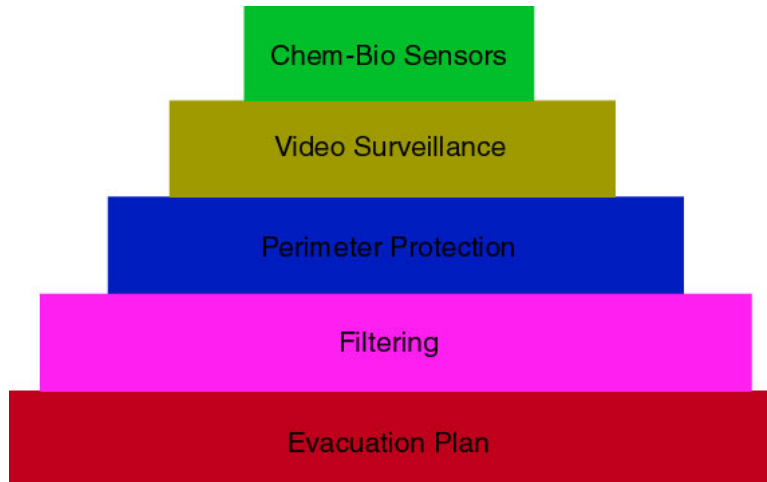 Chem-Bio Sensors
Video Surveillance
Perimeter Protection
Filtering
Evacuation Plan